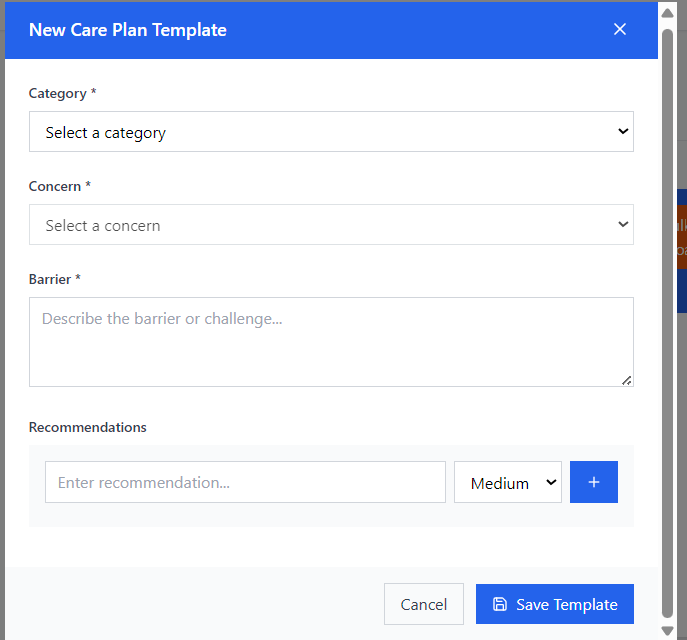 New Care Plan Template
Category *
Select a category
Concern *
Select a concern
Barrier *
Describe the barrier or challenge...
Recommendations
Enter recommendation...
Medium
+
Cancel
Save Template